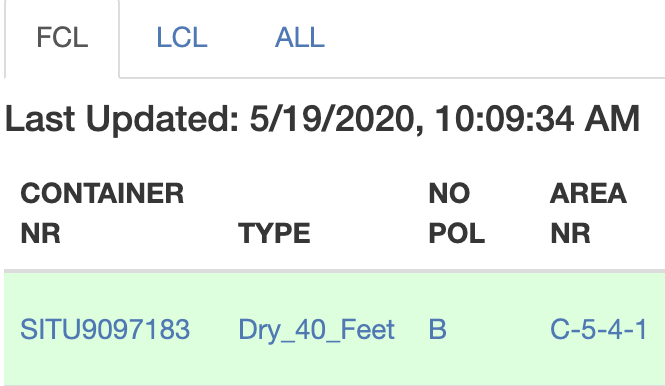 FCL LCL ALL
Last Updated: 5/19/2020, 10:09:34 AM
CONTAINER NO AREA
NR TYPE POL NR
SITU9097183 Dry_40_Feet B C-5-4-1